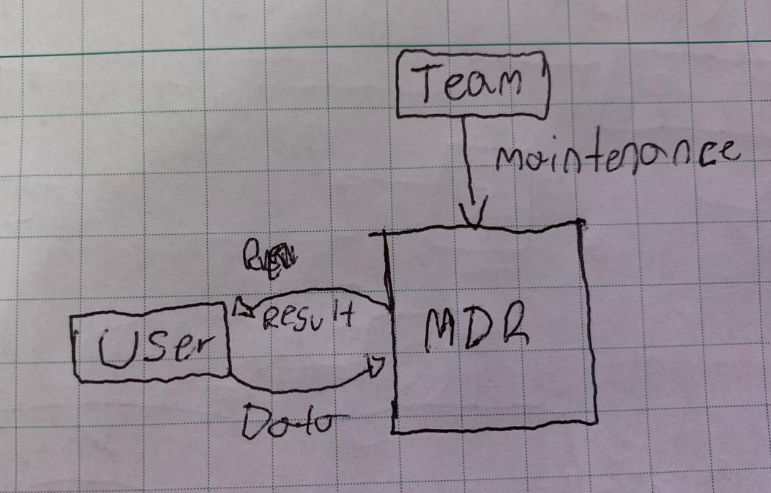 Team
Maintenance
Result
User
MDR
Data